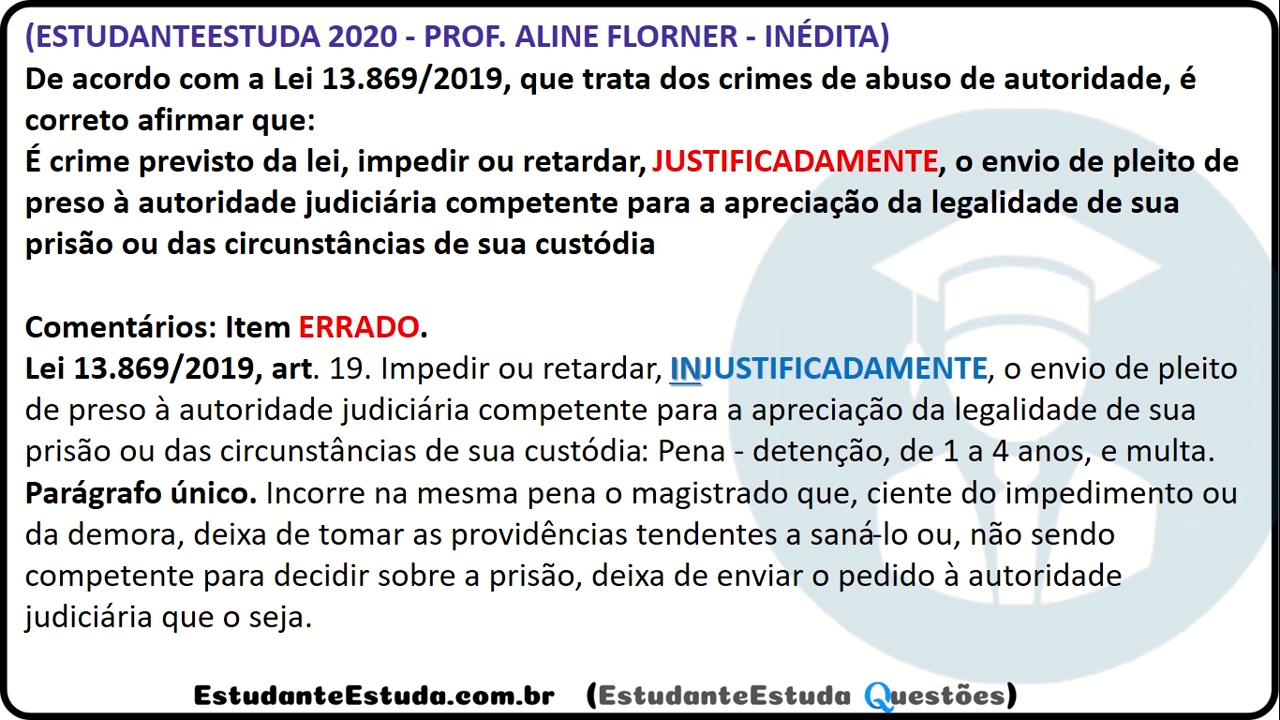 (ESTUDANTEESTUDA 2020 - PROF. ALINE FLORNER - INÉDITA)
De acordo com a Lei 13.869/2019, que trata dos crimes de abuso de autoridade, é
correto afirmar que:
É crime previsto da lei, impedir ou retardar, JUSTIFICADAMENTE, o envio de pleito de
preso à autoridade judiciária competente para a apreciação da legalidade de sua
prisão ou das circunstâncias de sua custódia
Comentários: Item ERRADO.
Lei 13.869/2019, art. 19. Impedir ou retardar, INJUSTIFICADAMENTE, o envio de pleito
de preso à autoridade judiciária competente para a apreciação da legalidade de sua
prisão ou das circunstâncias de sua custódia: Pena - detenção, de 1 a 4 anos, e multa.
Parágrafo único. Incorre na mesma pena o magistrado que, ciente do impedimento ou
da demora, deixa de tomar as providências tendentes a saná-lo ou, não sendo
competente para decidir sobre a prisão, deixa de enviar o pedido à autoridade
judiciária que o seja.
EstudanteEstuda.com.br (EstudanteEstuda Questões)